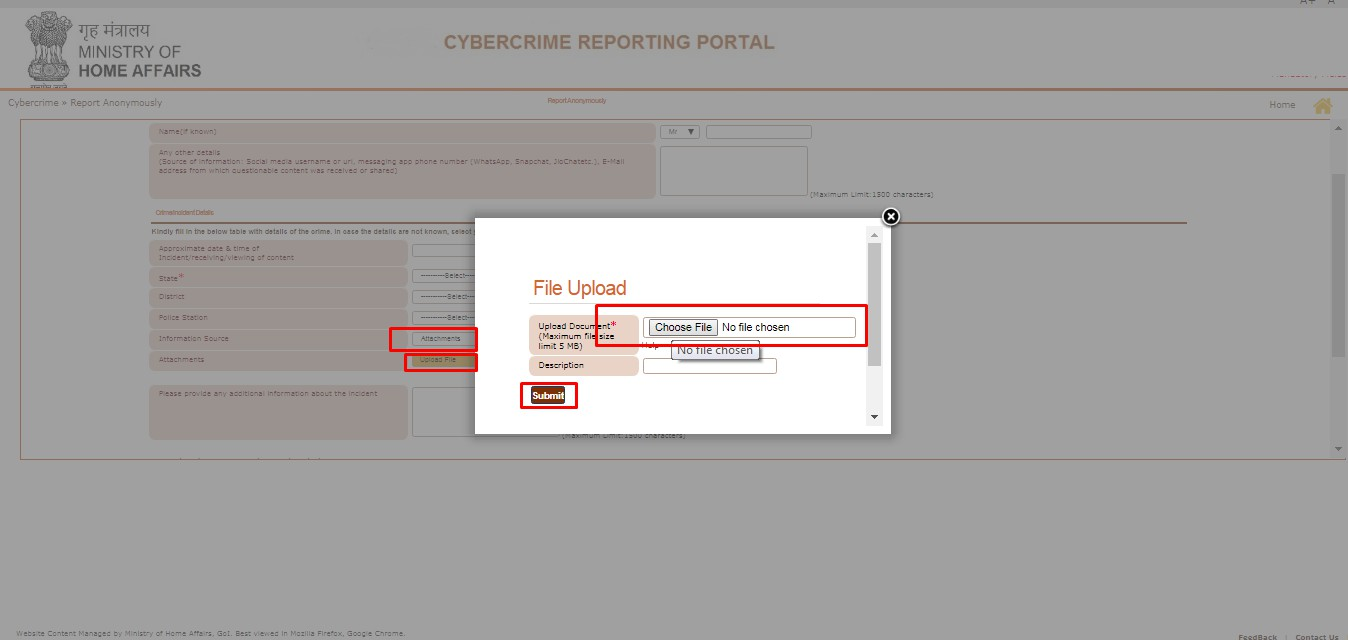 A+ A
गृह मंत्रालय
MINISTRY OF
HOME AFFAIRS
CYBERCRIME REPORTING PORTAL
Cybercrime » Report Anonymously
Report Anonymously
Home
Name(if known)
Mr
Any other details
(Source of information: Social media username or url, messaging app phone number (WhatsApp, Snapchat, JioChatetc.), E-Mail
address from which questionable content was received or shared)
(Maximum Limit:1500 characters)
Crime/Incident Details
Kindly fill in the below table with details of the crime. In case the details are not known, select
Approximate date & time of
Incident/receiving/viewing of content
State*
----------Select---
District
----------Select---
Police Station
----------Select---
Information Source
Attachments
Attachments
Upload File
Please provide any additional information about the incident
(Maximum Limit:1500 characters)
File Upload
Upload Document*
(Maximum file size
limit 5 MB)
Choose File No file chosen
Help
No file chosen
Description
Submit
Website Content Managed by Ministry of Home Affairs, GoI. Best viewed in Mozilla Firefox, Google Chrome.
FeedBack | Contact Us